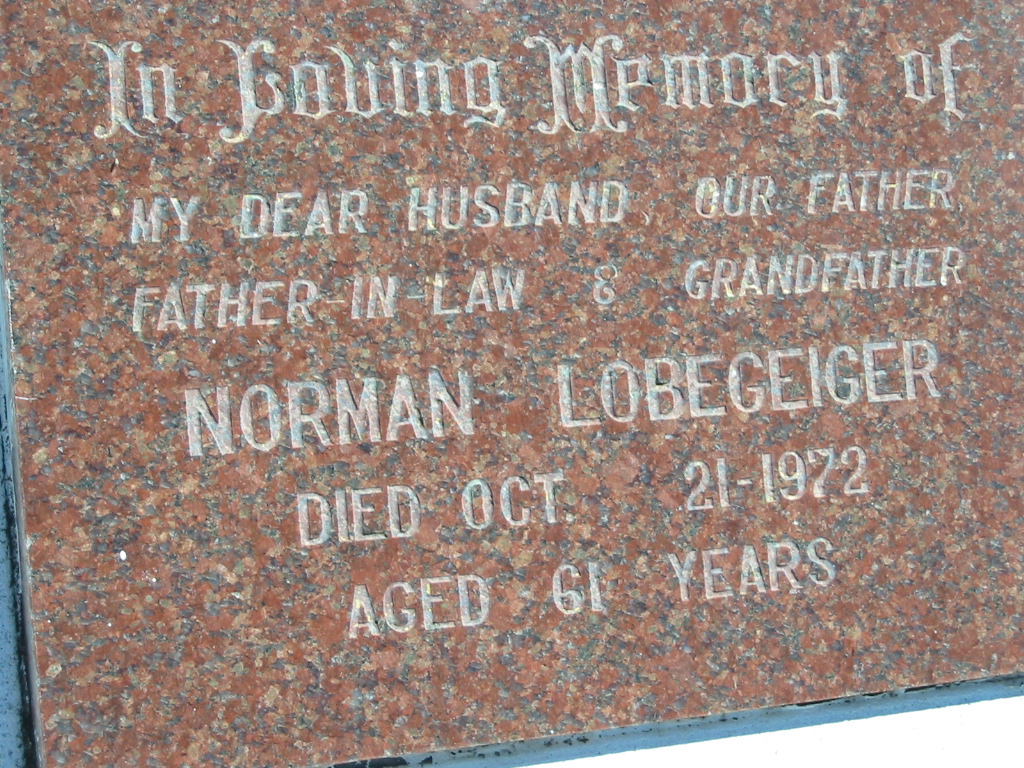 In Loving Memory of
MY DEAR HUSBAND, OUR FATHER,
FATHER-IN-LAW & GRANDFATHER
NORMAN LOBEGEIGER
DIED OCT. 21-1972
AGED 61 YEARS